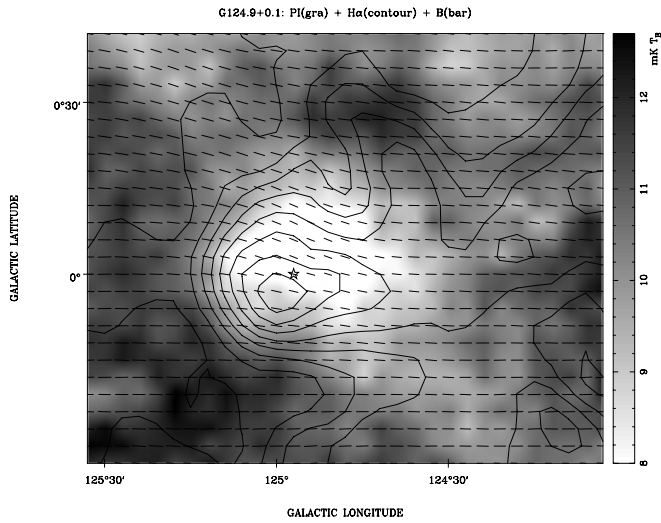 G124.9+0.1: PI(gra) + Hα(contour) + B(bar)
mK T_B
0°30'
12
11
GALACTIC LATITUDE
0°
10
9
8
125°30'
125°
124°30'
GALACTIC LONGITUDE